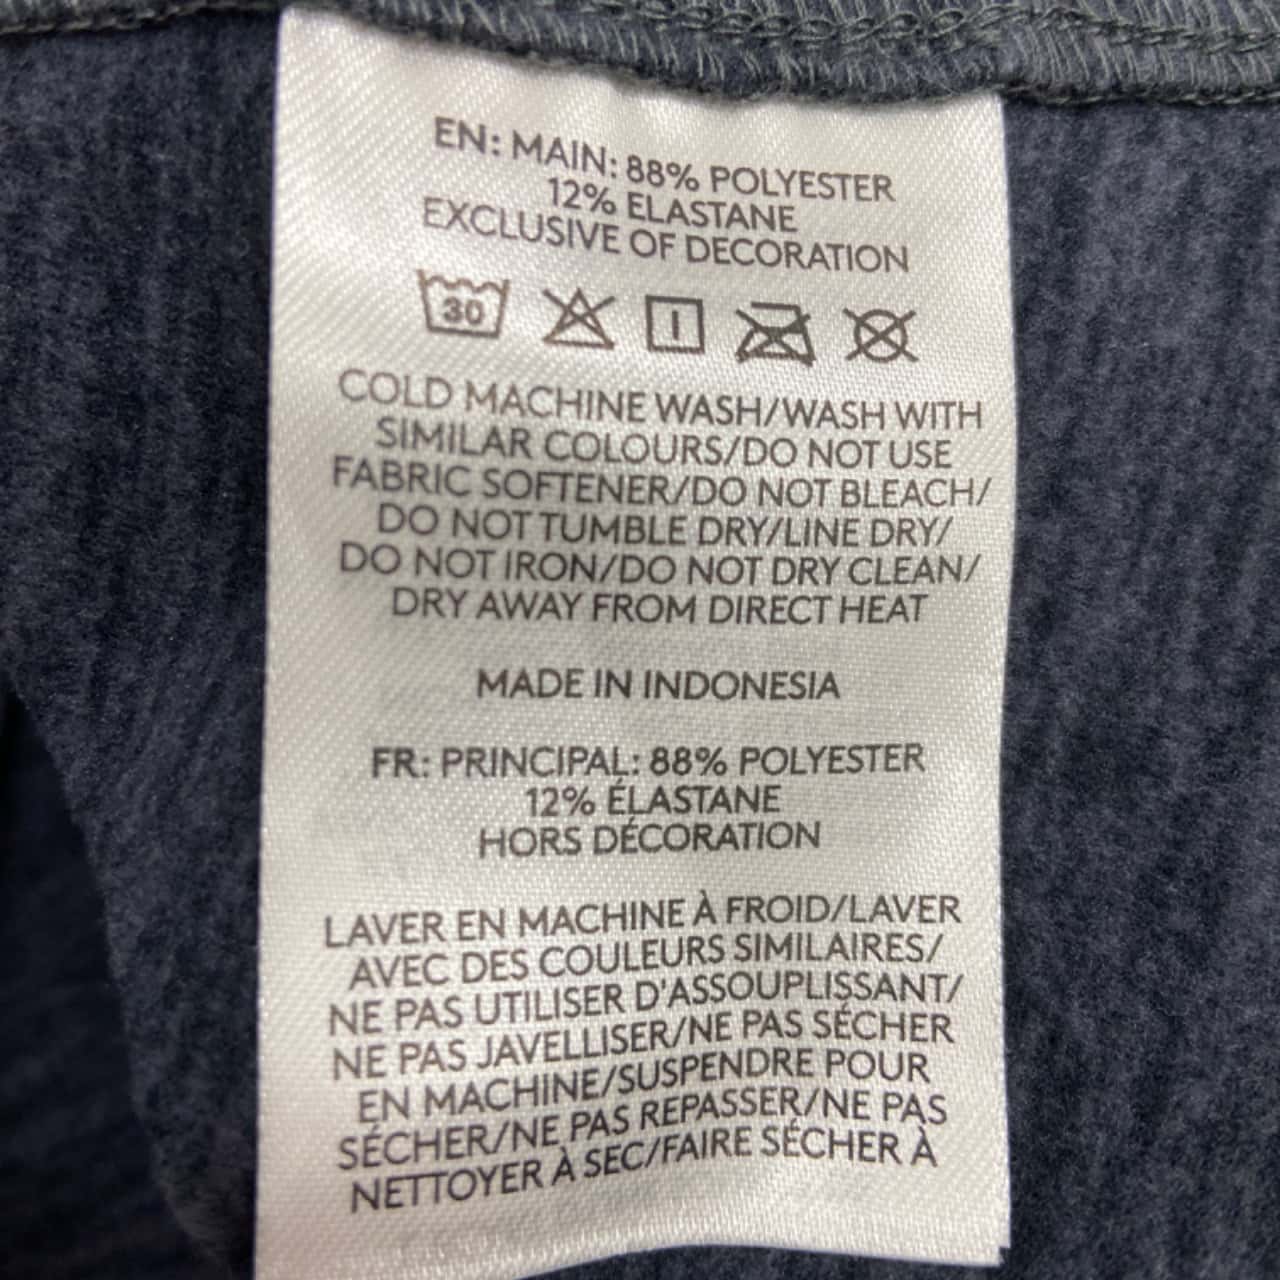 EN: MAIN: 88% POLYESTER
12% ELASTANE
EXCLUSIVE OF DECORATION
30
COLD MACHINE WASH/WASH WITH
SIMILAR COLOURS/DO NOT USE
FABRIC SOFTENER/DO NOT BLEACH/
DO NOT TUMBLE DRY/LINE DRY/
DO NOT IRON/DO NOT DRY CLEAN/
DRY AWAY FROM DIRECT HEAT
MADE IN INDONESIA
FR: PRINCIPAL: 88% POLYESTER
12% ÉLASTANE
HORS DÉCORATION
LAVER EN MACHINE À FROID/LAVER
AVEC DES COULEURS SIMILAIRES/
NE PAS UTILISER D'ASSOUPLISSANT/
NE PAS JAVELLISER/NE PAS SÉCHER
EN MACHINE/SUSPENDRE POUR
SÉCHER/NE PAS REPASSER/NE PAS
NETTOYER À SEC/FAIRE SÉCHER À